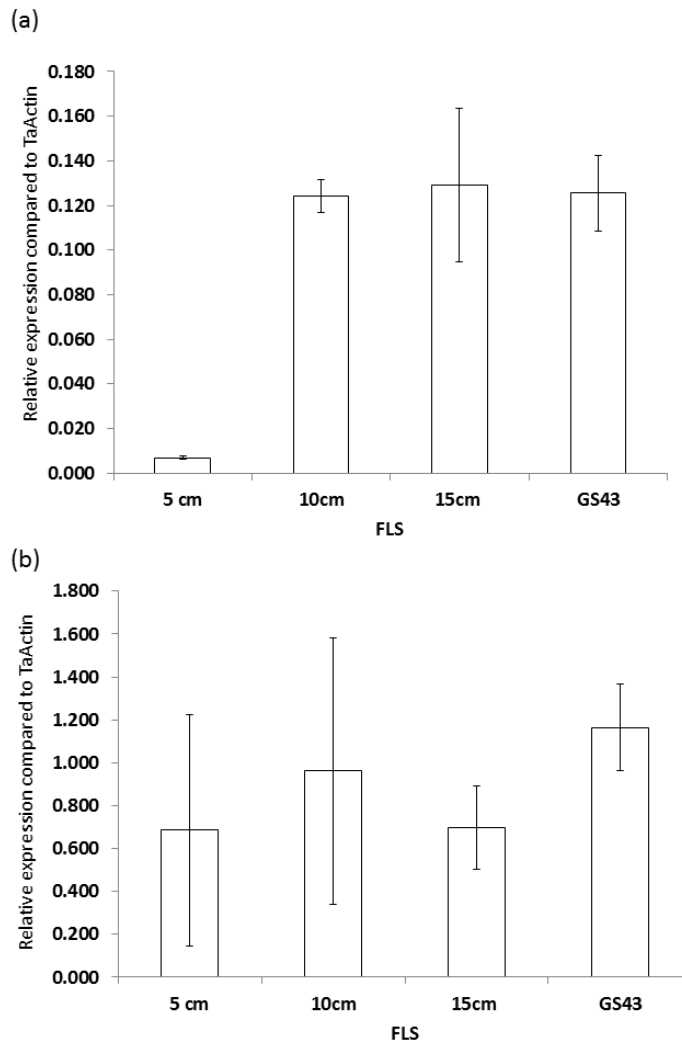 (a)
Relative expression compared to TaActin
0.180
0.160
0.140
0.120
0.100
0.080
0.060
0.040
0.020
0.000
5 cm 10cm 15cm GS43
FLS
(b)
Relative expression compared to TaActin
1.800
1.600
1.400
1.200
1.000
0.800
0.600
0.400
0.200
0.000
5 cm 10cm 15cm GS43
FLS